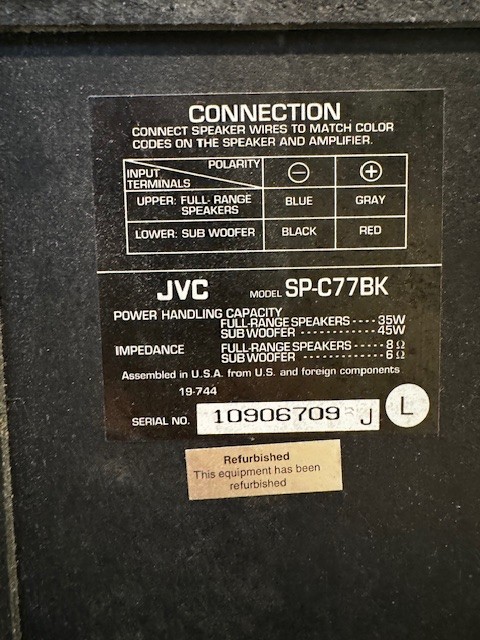 CONNECTION
CONNECT SPEAKER WIRES TO MATCH COLOR
CODES ON THE SPEAKER AND AMPLIFIER.
POLARITY
INPUT
TERMINALS
⊖ ⊕
UPPER: FULL-RANGE
SPEAKERS BLUE GRAY
LOWER: SUB WOOFER BLACK RED
JVC MODEL SP-C77BK
POWER HANDLING CAPACITY
FULL-RANGE SPEAKERS ---- 35W
SUB WOOFER ------------ 45W
IMPEDANCE FULL-RANGE SPEAKERS ---- 8 Ω
SUB WOOFER ------------ 6 Ω
Assembled in U.S.A. from U.S. and foreign components
19-744
SERIAL NO. 10906709 J L
Refurbished
This equipment has been
refurbished